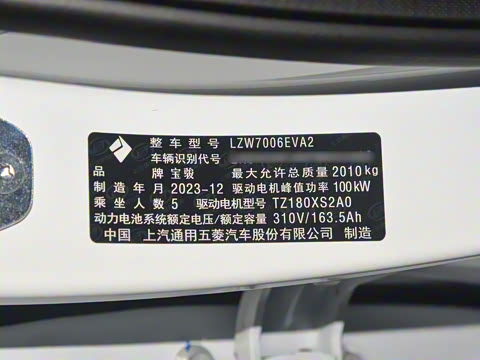 整车型号 LZW7006EVA2
车辆识别代号
品牌 宝骏 最大允许总质量 2010kg
制造年月 2023-12 驱动电机峰值功率 100kW
乘坐人数 5 驱动电机型号 TZ180XS2A0
动力电池系统额定电压/额定容量 310V/163.5Ah
中国 上汽通用五菱汽车股份有限公司 制造